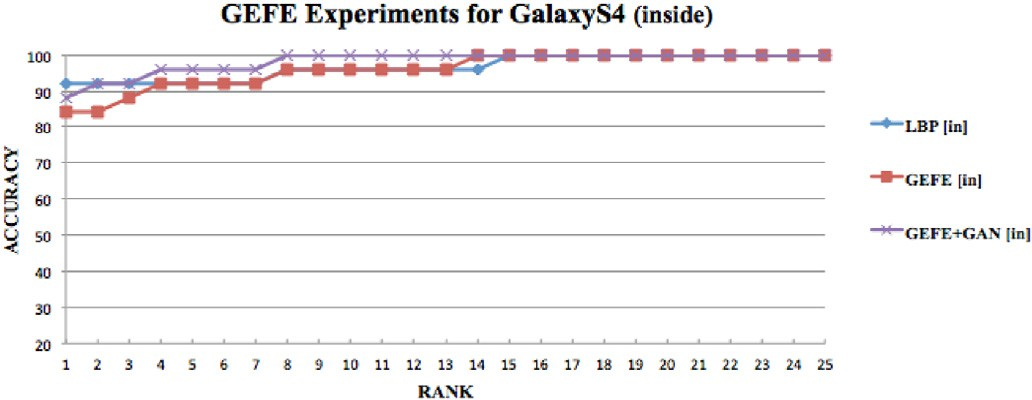 GEFE Experiments for GalaxyS4 (inside)
100
90
80
70
60
50
40
30
20
ACCURACY
1 2 3 4 5 6 7 8 9 10 11 12 13 14 15 16 17 18 19 20 21 22 23 24 25
RANK
LBP [in]
GEFE [in]
GEFE+GAN [in]